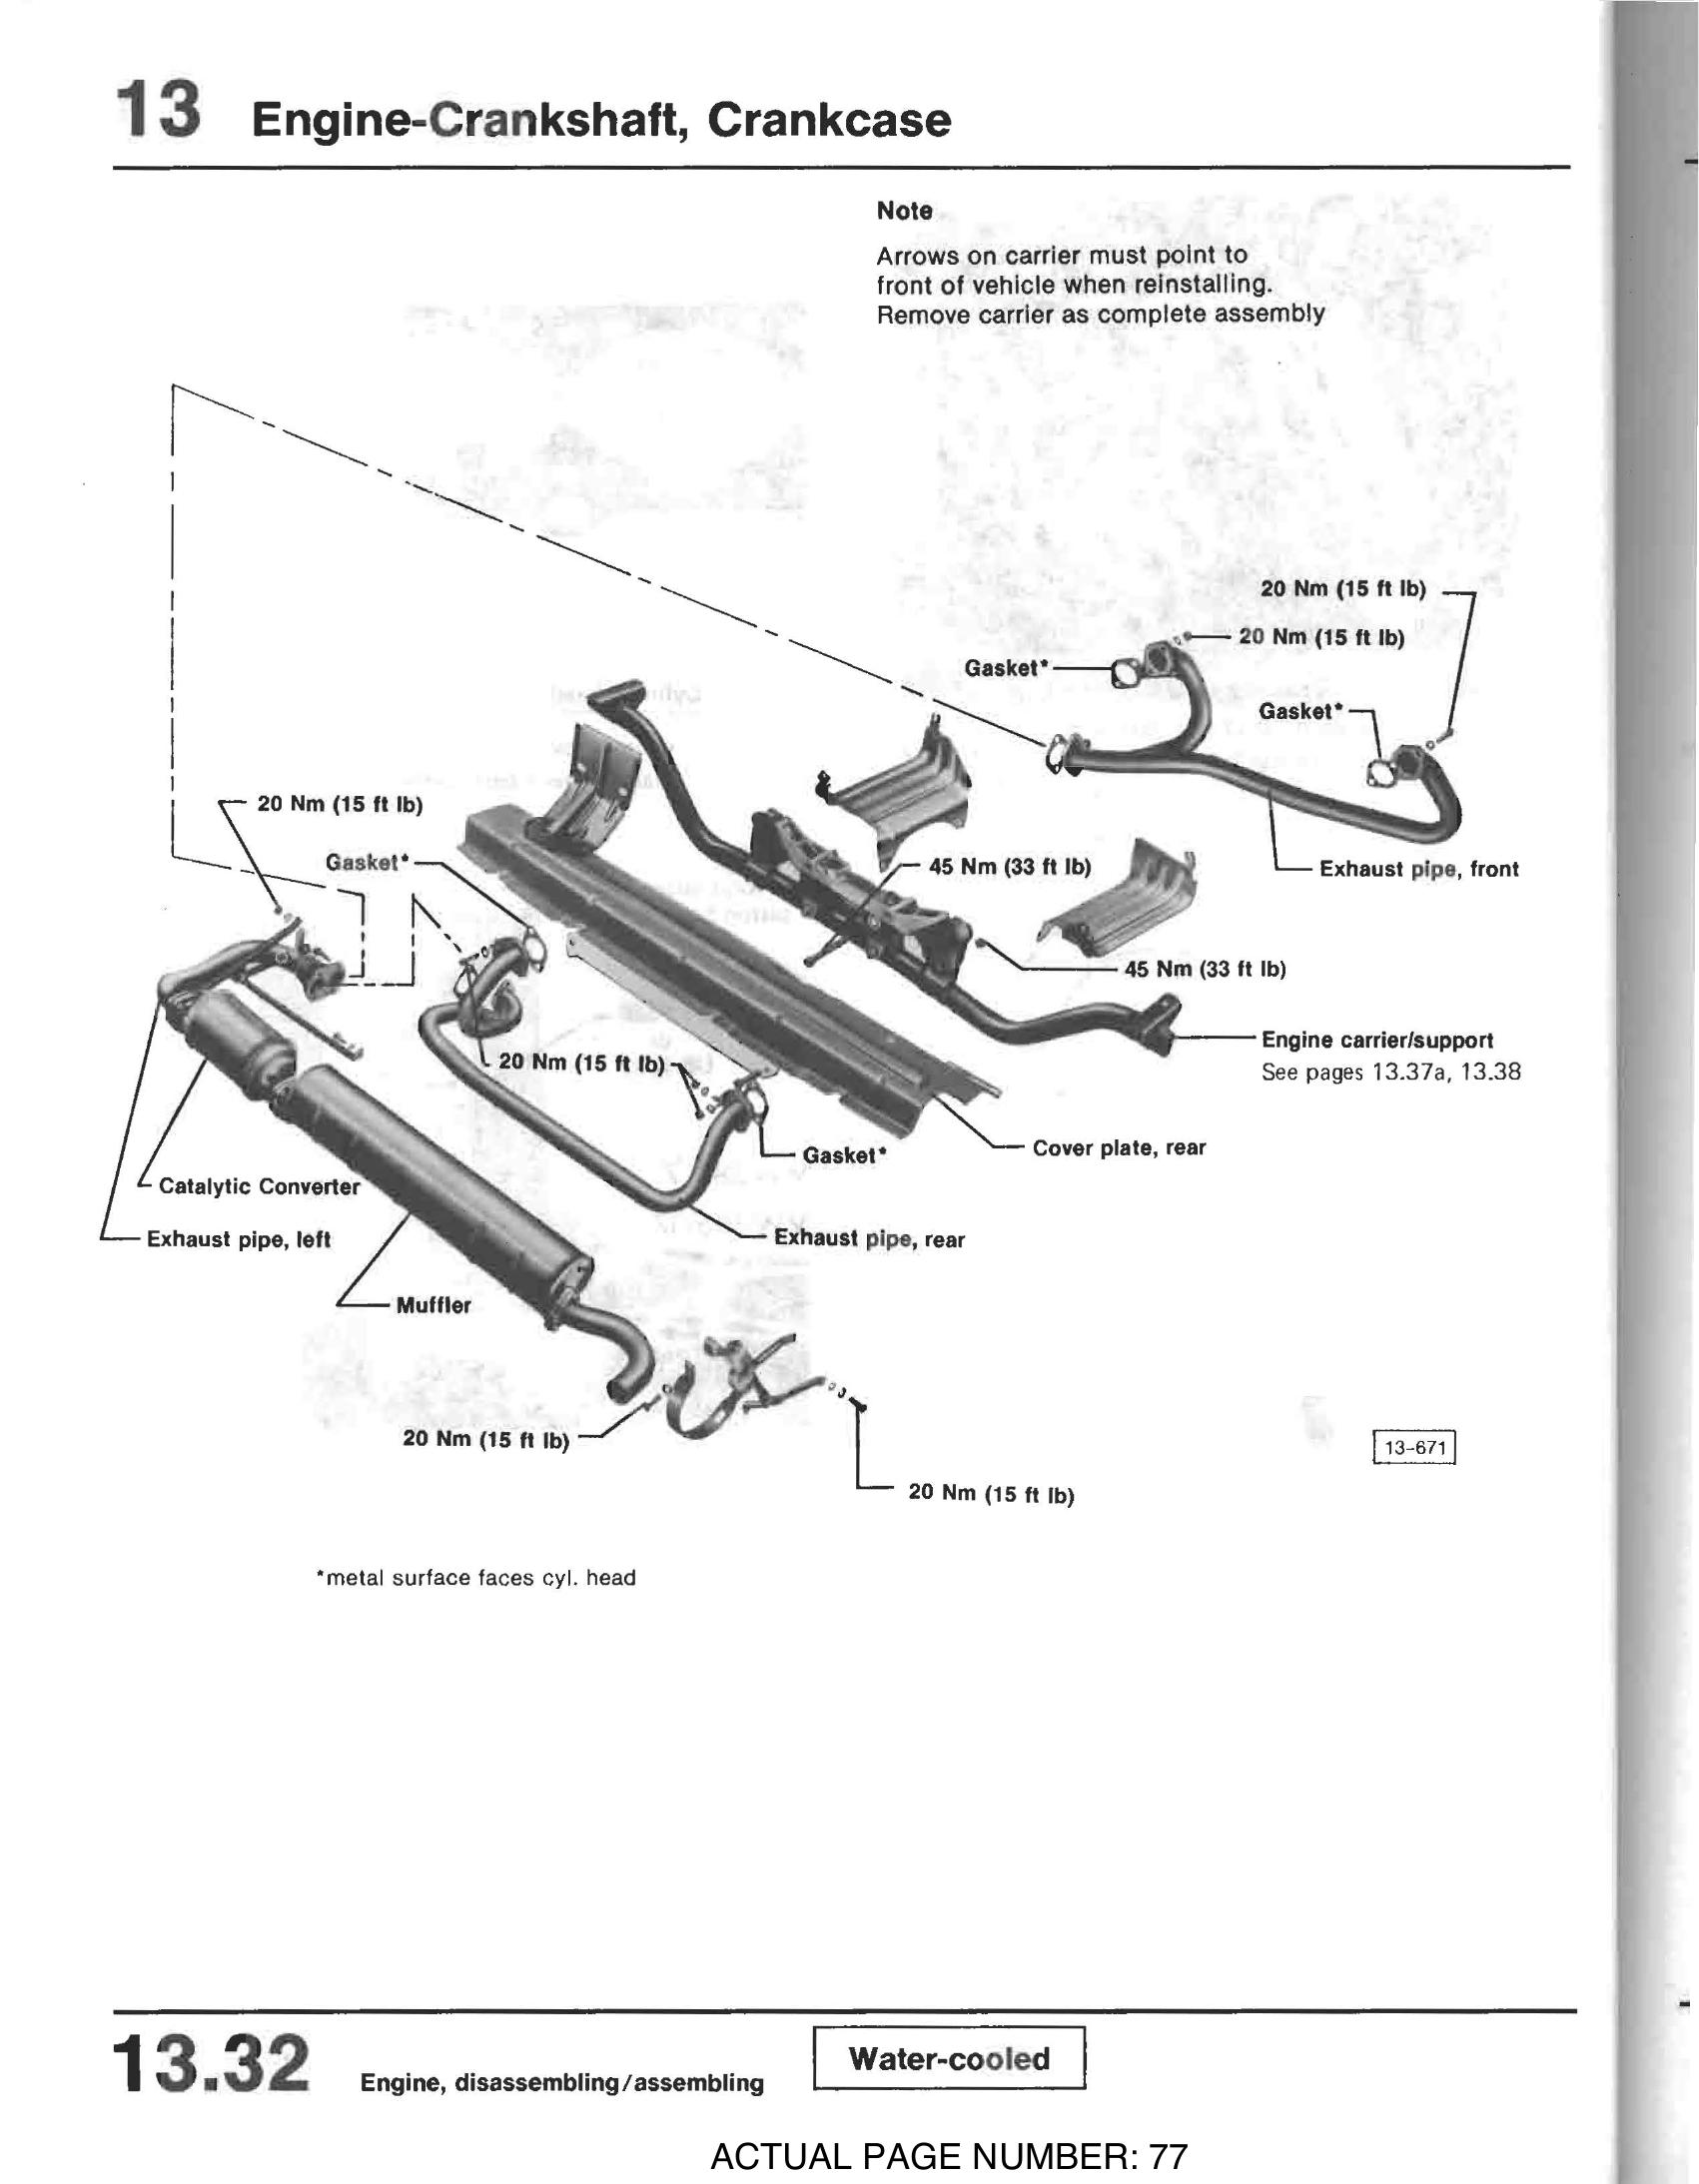 13 Engine-Crankshaft, Crankcase
Note
Arrows on carrier must point to
front of vehicle when reinstalling.
Remove carrier as complete assembly
20 Nm (15 ft lb)
20 Nm (15 ft lb)
Gasket*
Gasket*
20 Nm (15 ft lb)
Gasket*
45 Nm (33 ft lb)
Exhaust pipe, front
45 Nm (33 ft lb)
Engine carrier/support
See pages 13.37a, 13.38
20 Nm (15 ft lb)
Cover plate, rear
Gasket*
Catalytic Converter
Exhaust pipe, left
Exhaust pipe, rear
Muffler
20 Nm (15 ft lb)
13-671
20 Nm (15 ft lb)
*metal surface faces cyl. head
13.32 Engine, disassembling/assembling
Water-cooled
ACTUAL PAGE NUMBER: 77